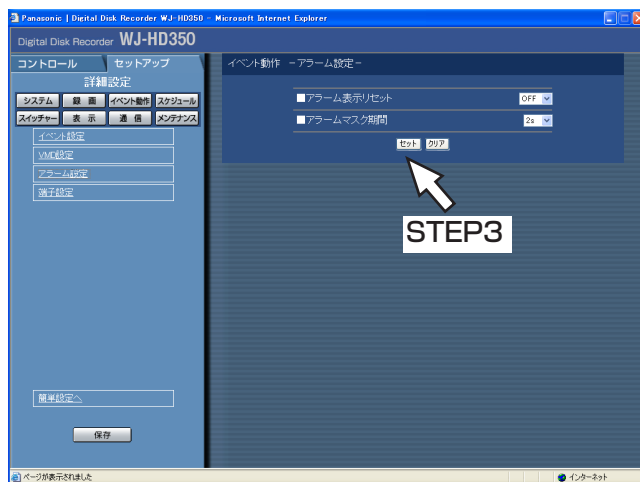 Panasonic | Digital Disk Recorder WJ-HD350 - Microsoft Internet Explorer
Digital Disk Recorder WJ-HD350
コントロール セットアップ
詳細設定
システム 録 画 イベント動作 スケジュール
スイッチャー 表 示 通 信 メンテナンス
イベント設定
VMD設定
アラーム設定
端子設定
簡単設定へ
保存
イベント動作 －アラーム設定－
■アラーム表示リセット OFF
■アラームマスク期間 2s
セット クリア
STEP3
ページが表示されました インターネット